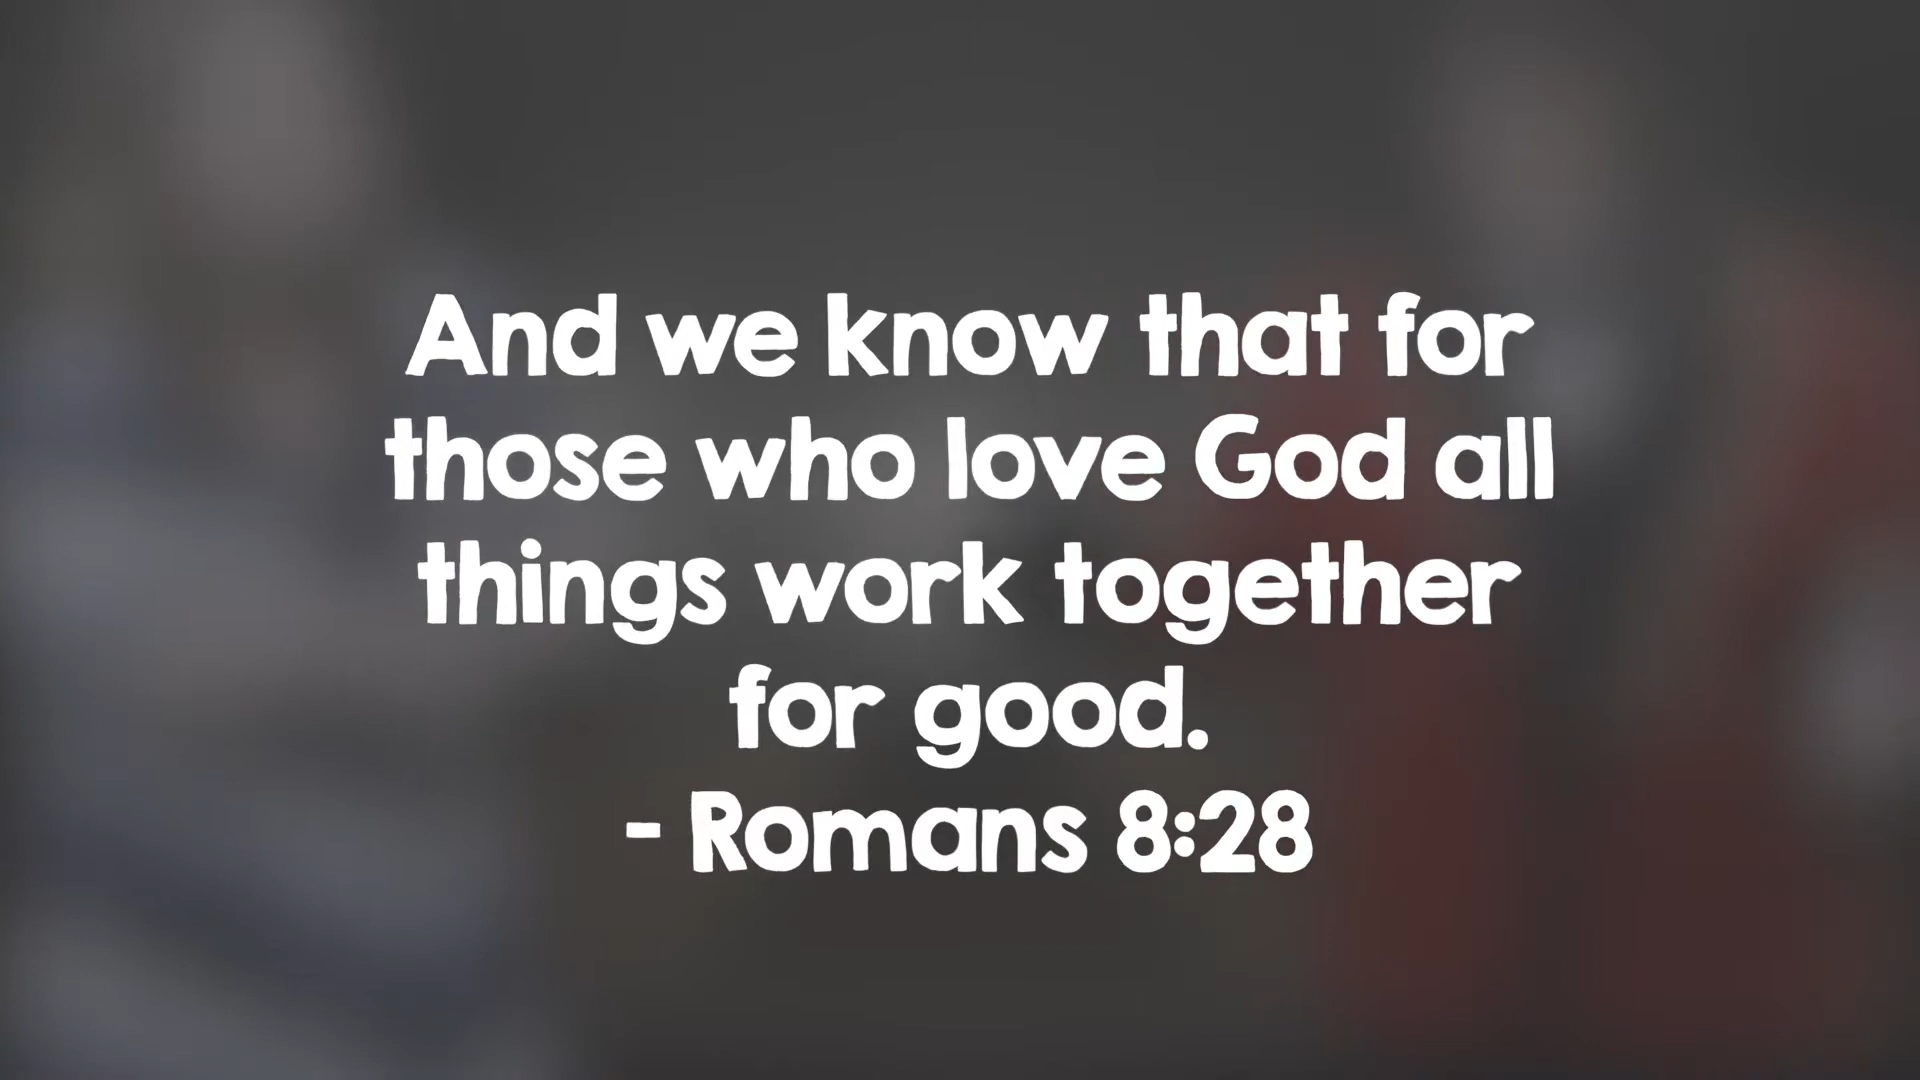 And we know that for
those who love God all
things work together
for good.
- Romans 8:28